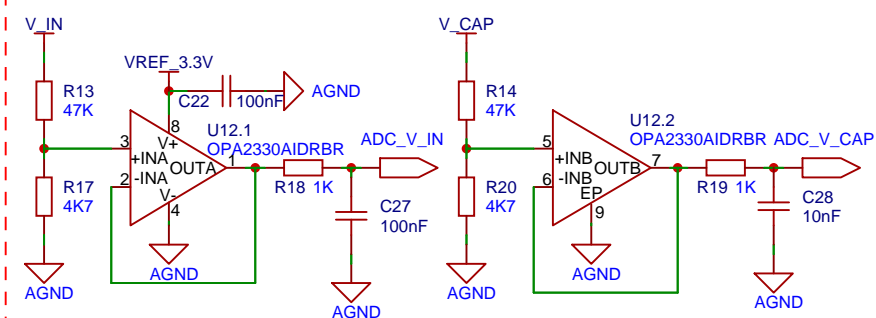 V_IN
R13
47K
R17
4K7
VREF_3.3V
C22
100nF
AGND
8
V+
U12.1
OPA2330AIDRBR
3
+INA
2
-INA
OUTA
1
V-
4
AGND
R18
1K
ADC_V_IN
C27
100nF
AGND
AGND
V_CAP
R14
47K
R20
4K7
AGND
U12.2
OPA2330AIDRBR
5
+INB
6
-INB
OUTB
7
EP
9
AGND
R19
1K
ADC_V_CAP
C28
10nF
AGND